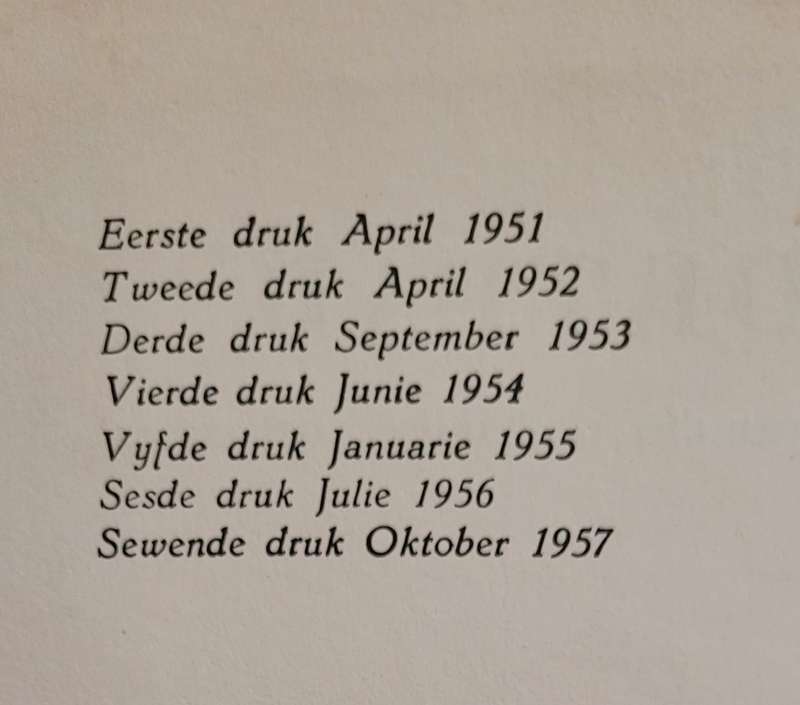 Eerste druk April 1951
Tweede druk April 1952
Derde druk September 1953
Vierde druk Junie 1954
Vyfde druk Januarie 1955
Sesde druk Julie 1956
Sewende druk Oktober 1957